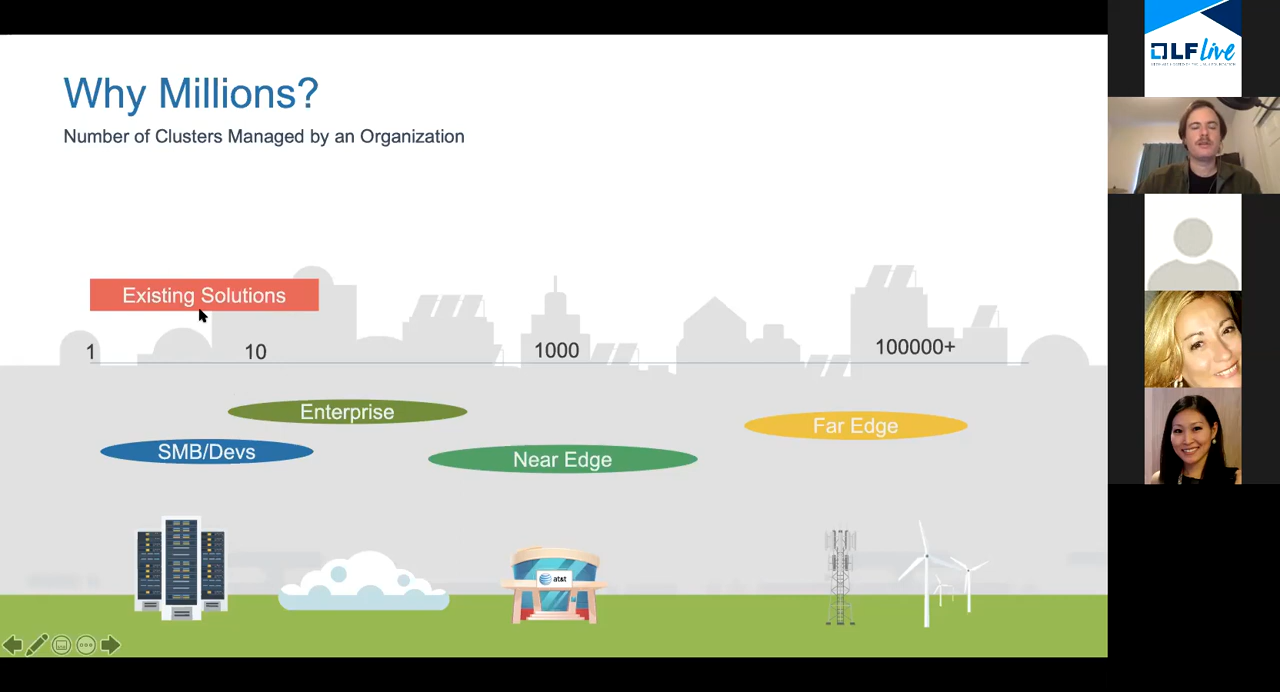 Why Millions?
Number of Clusters Managed by an Organization
Existing Solutions
1
10
1000
100000+
Enterprise
SMB/Devs
Near Edge
Far Edge
at&t
LF Live